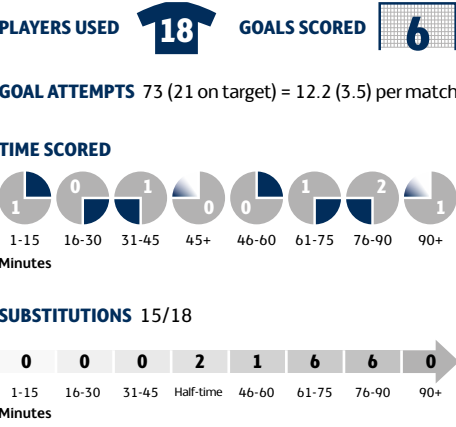 PLAYERS USED 18 GOALS SCORED 6
GOAL ATTEMPTS 73 (21 on target) = 12.2 (3.5) per match
TIME SCORED
1 0 1 0 0 1 2 1
1-15 16-30 31-45 45+ 46-60 61-75 76-90 90+
Minutes
SUBSTITUTIONS 15/18
0 0 0 2 1 6 6 0
1-15 16-30 31-45 Half-time 46-60 61-75 76-90 90+
Minutes